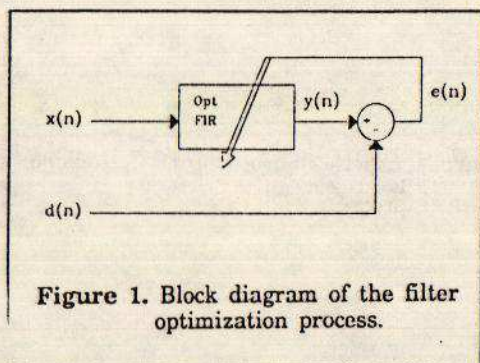 Opt
FIR
x(n)
y(n)
e(n)
+
-
d(n)
Figure 1. Block diagram of the filter
optimization process.